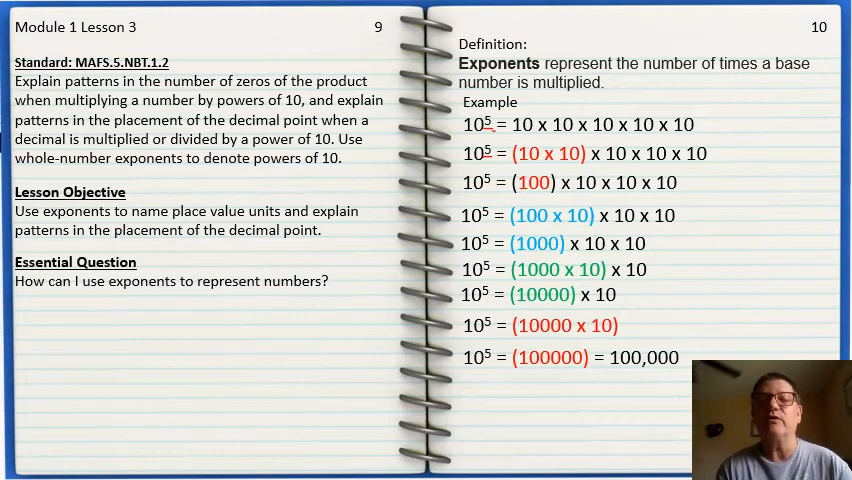 Module 1 Lesson 3 9
Standard: MAFS.5.NBT.1.2
Explain patterns in the number of zeros of the product
when multiplying a number by powers of 10, and explain
patterns in the placement of the decimal point when a
decimal is multiplied or divided by a power of 10. Use
whole-number exponents to denote powers of 10.
Lesson Objective
Use exponents to name place value units and explain
patterns in the placement of the decimal point.
Essential Question
How can I use exponents to represent numbers?
10
Definition:
Exponents represent the number of times a base
number is multiplied.
Example
10⁵ = 10 x 10 x 10 x 10 x 10
10⁵ = (10 x 10) x 10 x 10 x 10
10⁵ = (100) x 10 x 10 x 10
10⁵ = (100 x 10) x 10 x 10
10⁵ = (1000) x 10 x 10
10⁵ = (1000 x 10) x 10
10⁵ = (10000) x 10
10⁵ = (10000 x 10)
10⁵ = (100000) = 100,000